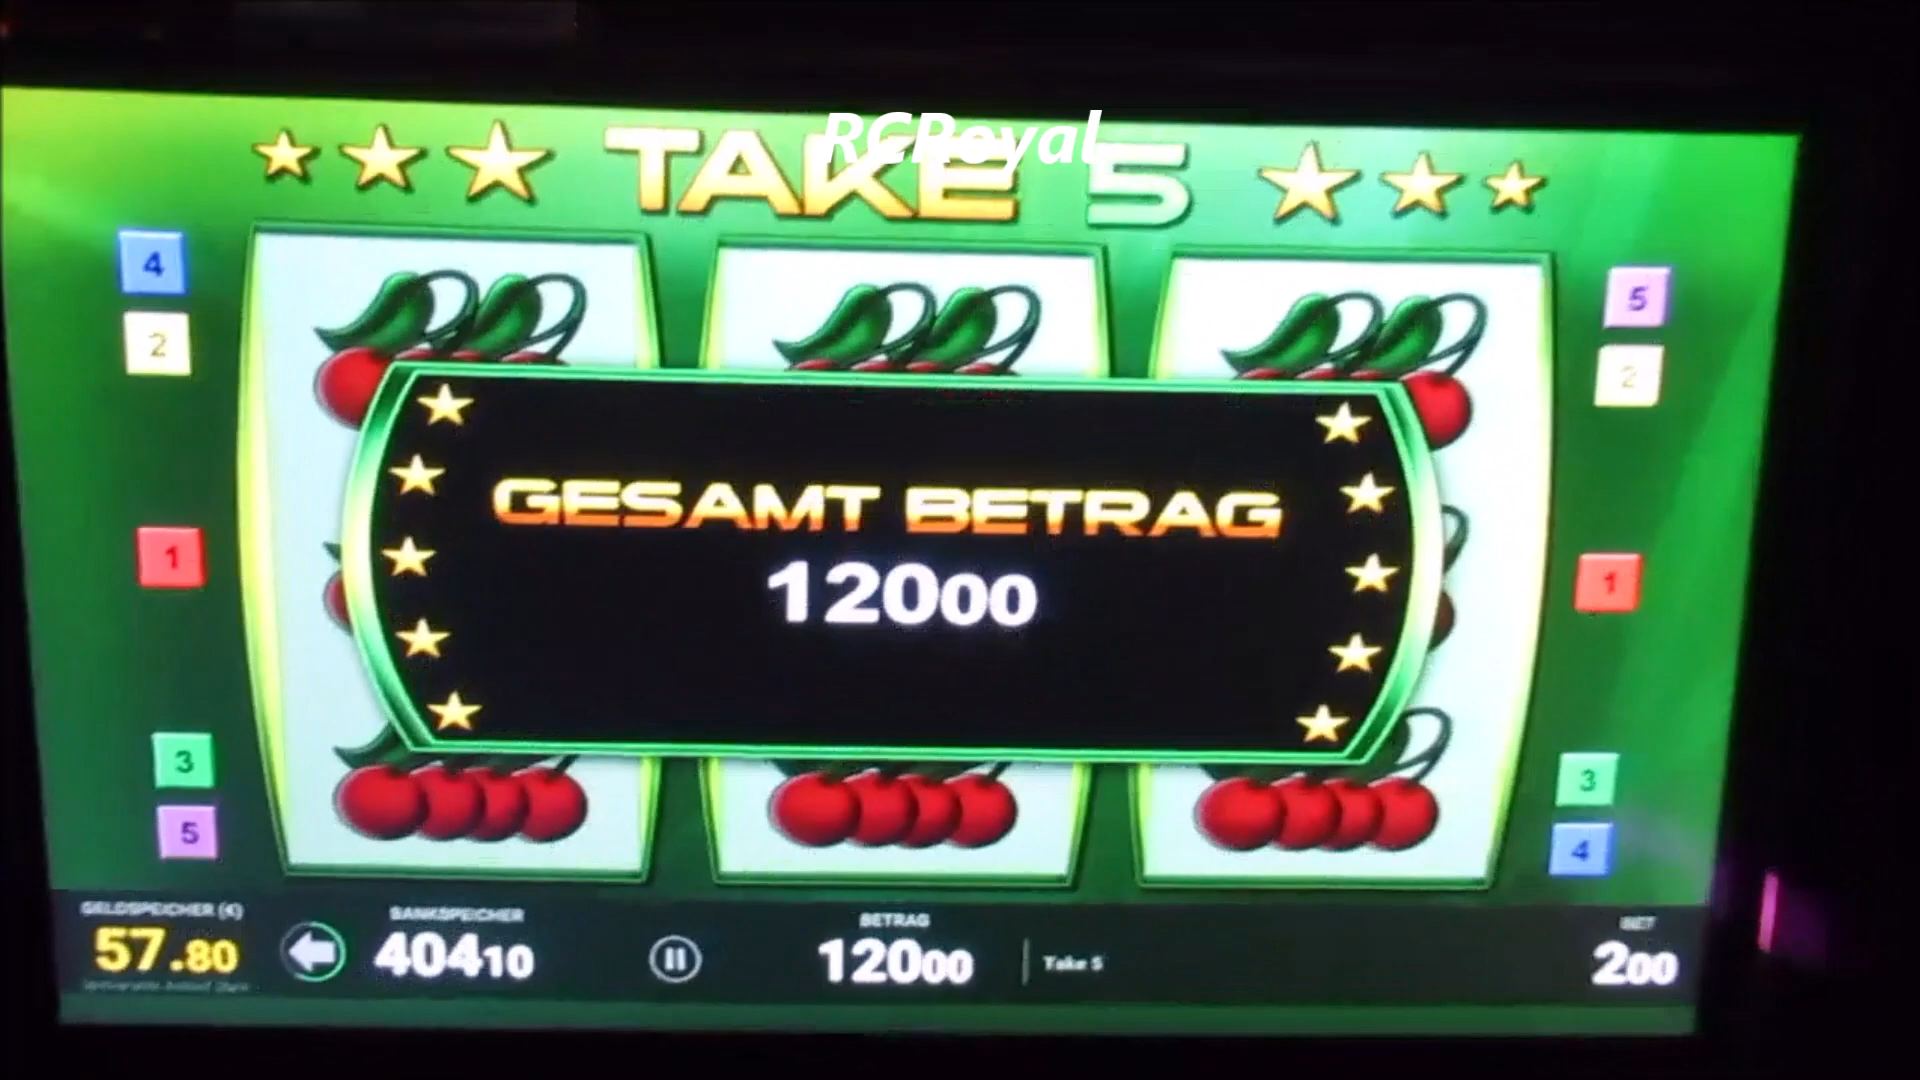 RCRoyal
TAKE 5
4
5
2
2
GESAMT BETRAG
12000
1
1
3
3
5
4
GELDSPEICHER (€)
BANKSPEICHER
BETRAG
BET
57.80
40410
12000
Take 5
200